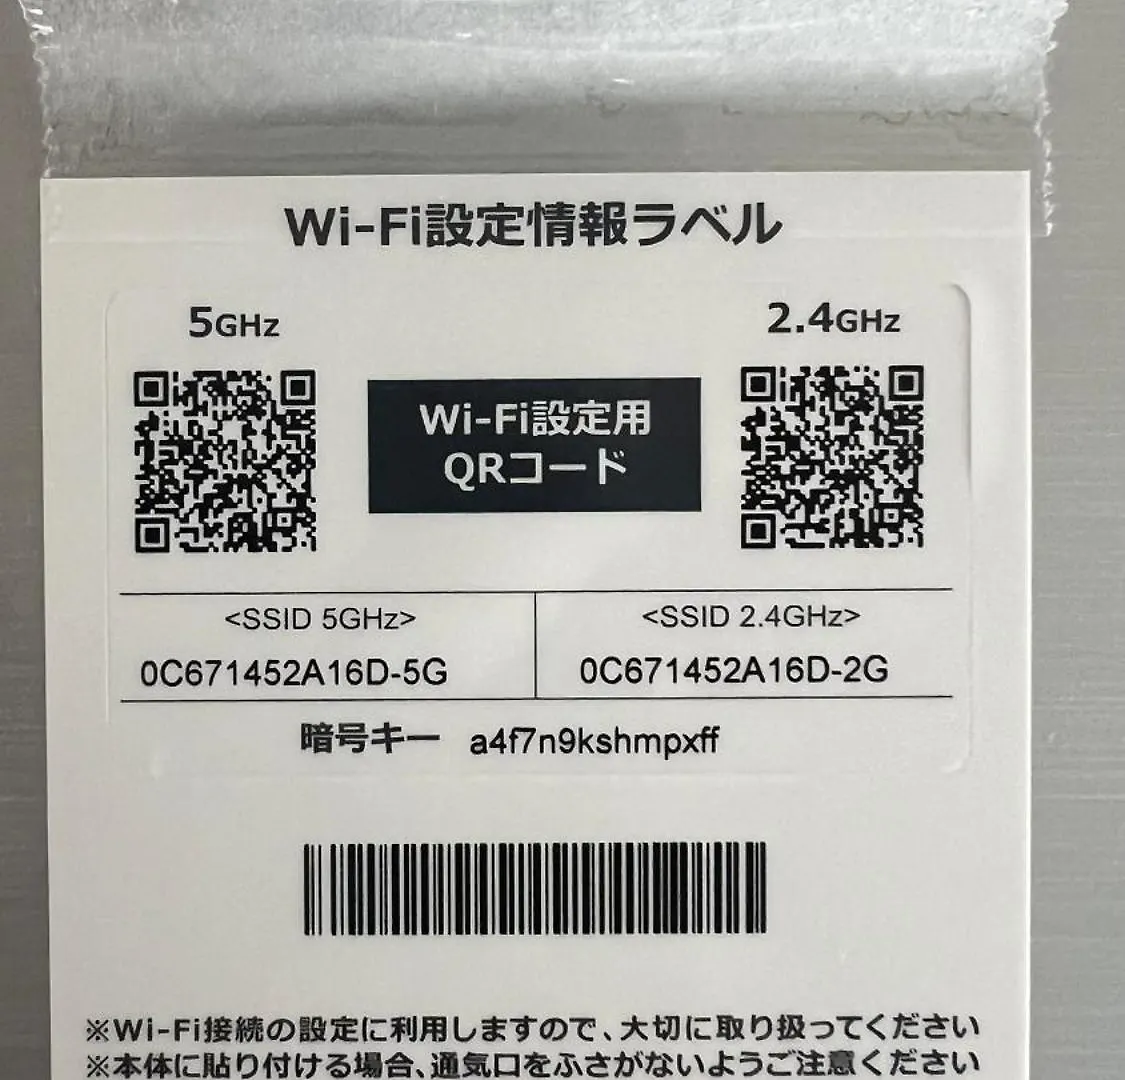 Wi-Fi設定情報ラベル
5GHz
2.4GHz
Wi-Fi設定用
QRコード
<SSID 5GHz>
<SSID 2.4GHz>
0C671452A16D-5G
0C671452A16D-2G
暗号キー a4f7n9kshmpxff
※Wi-Fi接続の設定に利用しますので、大切に取り扱ってください
※本体に貼り付ける場合、通気口をふさがないようご注意ください